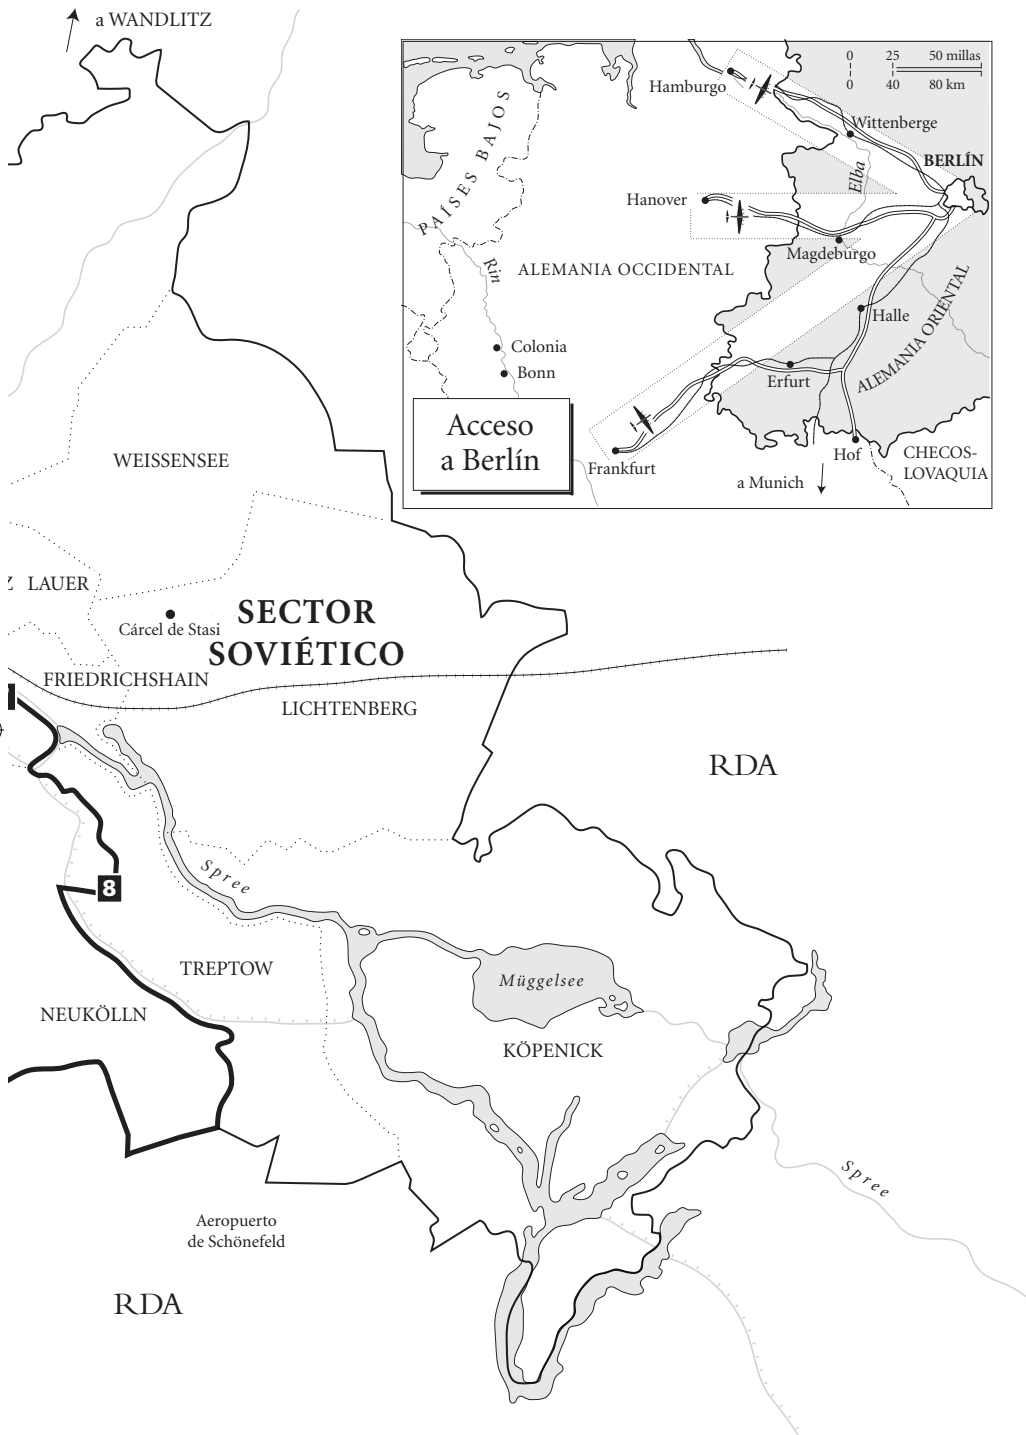 a WANDLITZ
0 25 50 millas
0 40 80 km
Hamburgo
Wittenberge
BERLÍN
PAÍSES BAJOS
Elba
Hanover
Magdeburgo
Rin
ALEMANIA OCCIDENTAL
ALEMANIA ORIENTAL
Halle
Colonia
Bonn
Erfurt
Acceso
a Berlín
Frankfurt
Hof
a Munich
CHECOS-
LOVAQUIA
WEISSENSEE
Z LAUER
Cárcel de Stasi
SECTOR
SOVIÉTICO
FRIEDRICHSHAIN
LICHTENBERG
RDA
8
Spree
TREPTOW
Müggelsee
NEUKÖLLN
KÖPENICK
Spree
Aeropuerto
de Schönefeld
RDA